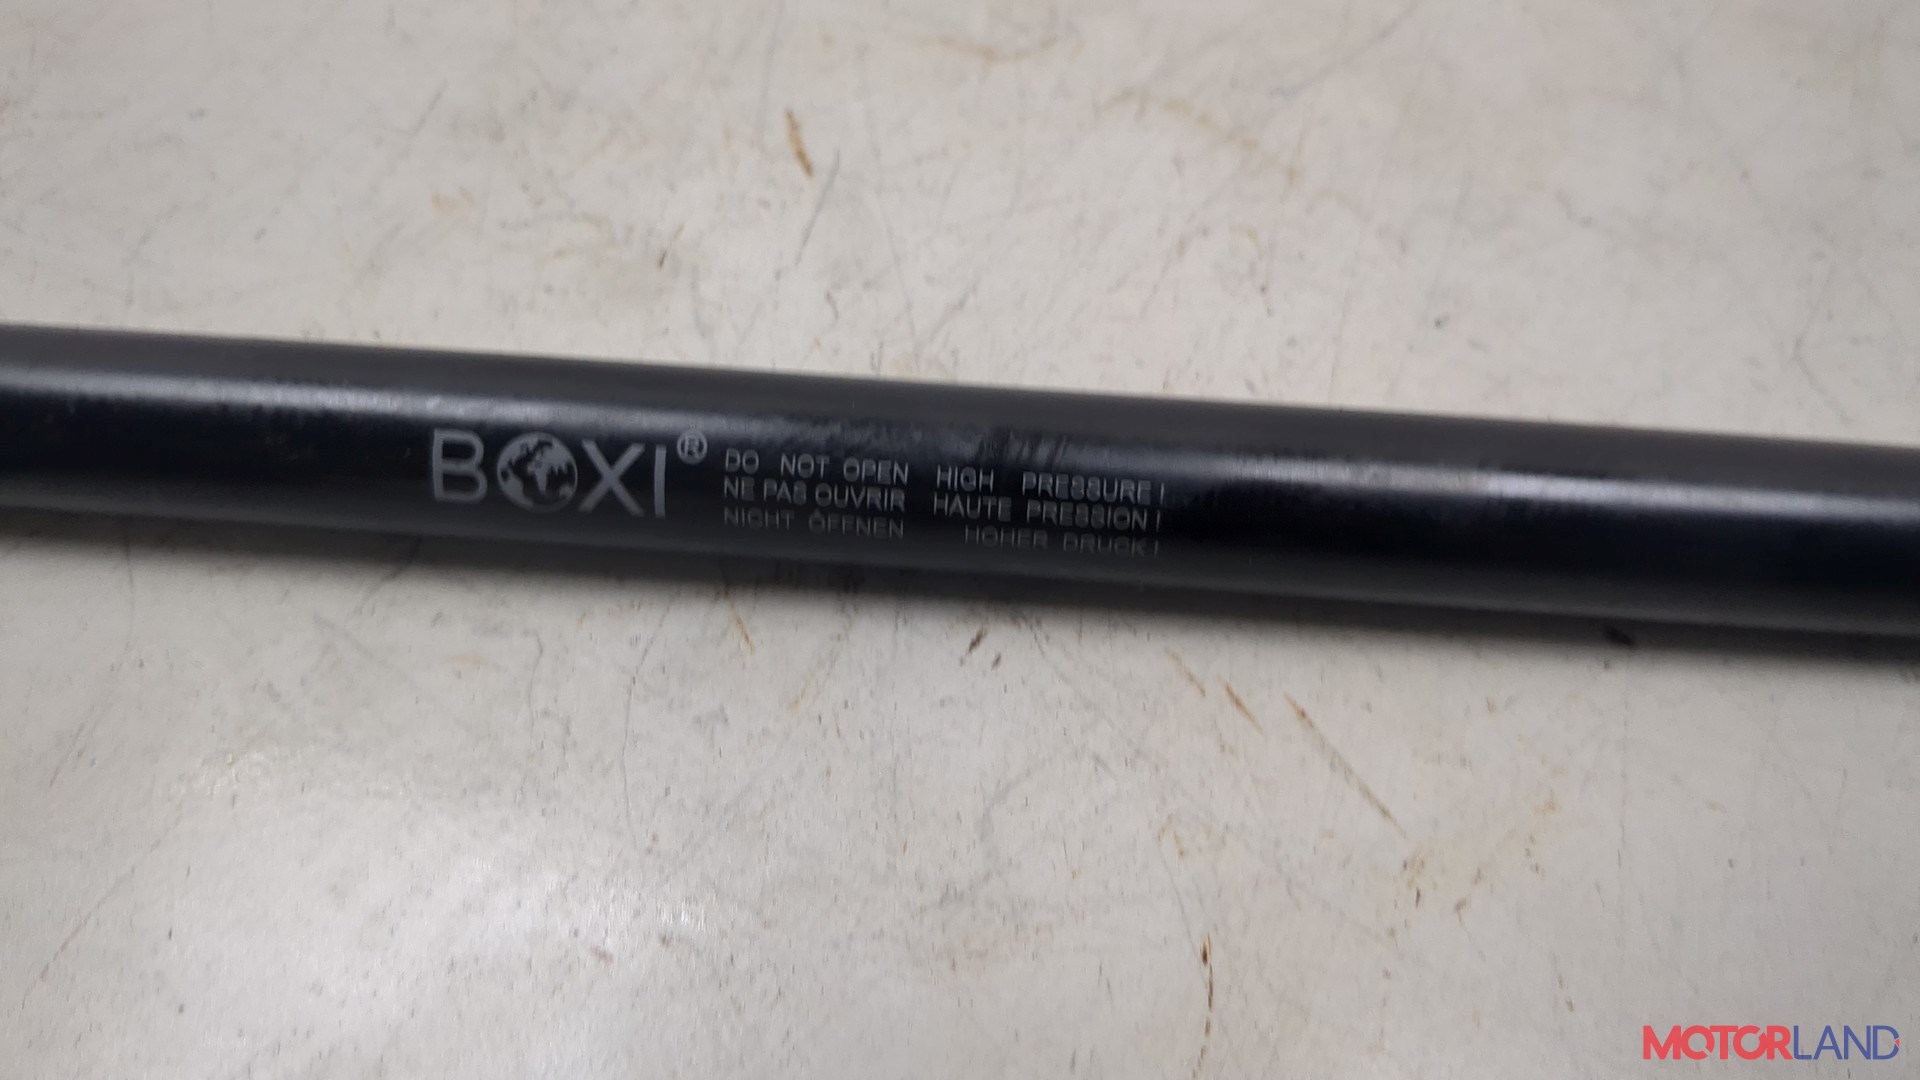 BOXI®
DO NOT OPEN HIGH PRESSURE!
NE PAS OUVRIR HAUTE PRESSION!
NICHT ÖFFNEN HOHER DRUCK!
MOTORLAND